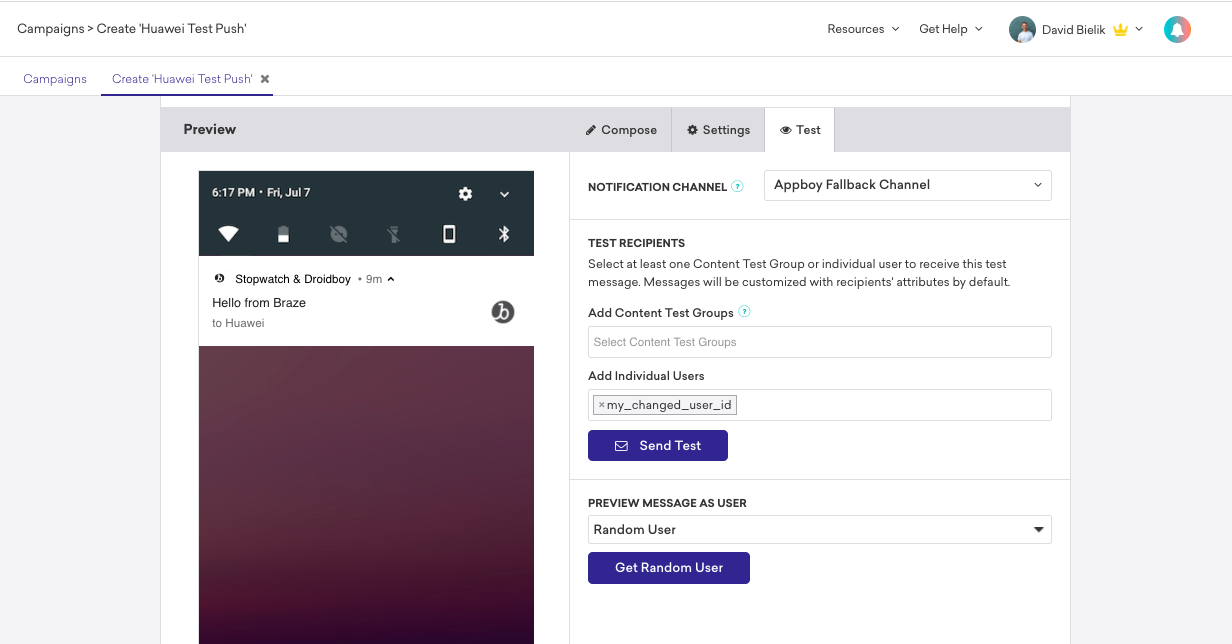 Campaigns > Create 'Huawei Test Push'
Resources
Get Help
David Bielik
Campaigns
Create 'Huawei Test Push' ✖
Preview
Compose
Settings
Test
6:17 PM • Fri, Jul 7
Stopwatch & Droidboy • 9m
Hello from Braze
to Huawei
b
NOTIFICATION CHANNEL ?
Appboy Fallback Channel
TEST RECIPIENTS
Select at least one Content Test Group or individual user to receive this test
message. Messages will be customized with recipients' attributes by default.
Add Content Test Groups ?
Select Content Test Groups
Add Individual Users
×my_changed_user_id
Send Test
PREVIEW MESSAGE AS USER
Random User
Get Random User